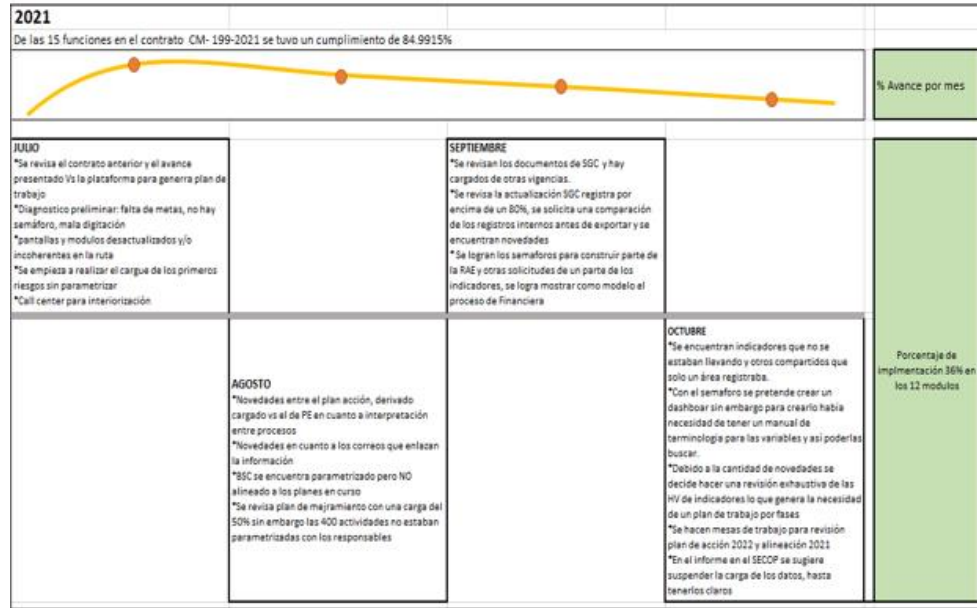 2021
De las 15 funciones en el contrato CM- 199-2021 se tuvo un cumplimiento de 84.9915%
% Avance por mes
JULIO
*Se revisa el contrato anterior y el avance
presentado Vs la plataforma para generra plan de
trabajo
*Diagnostico preliminar: falta de metas, no hay
semáforo, mala digitación
*pantallas y modulos desactualizados y/o
incoherentes en la ruta
*Se empieza a realizar el cargue de los primeros
riesgos sin parametrizar
*Call center para interiorización
SEPTIEMBRE
*Se revisan los documentos de SGC y hay
cargados de otras vigencias.
*Se revisa la actualización SGC registra por
encima de un 80%, se solicita una comparación
de los registros internos antes de exportar y se
encuentran novedades
* Se logran los semaforos para construir parte de
la RAE y otras solicitudes de un parte de los
indicadores, se logra mostrar como modelo el
proceso de Financiera
AGOSTO
*Novedades entre el plan acción, derivado
cargado vs el de PE en cuanto a interpretación
entre procesos
*Novedades en cuanto a los correos que enlazan
la información
*BSC se encuentra parametrizado pero NO
alineado a los planes en curso
*Se revisa plan de mejramiento con una carga del
50% sin embargo las 400 actividades no estaban
parametrizadas con los responsables
OCTUBRE
*Se encuentran indicadores que no se
estaban llevando y otros compartidos que
solo un área registraba.
*Con el semaforo se pretende crear un
dashboar sin embargo para crearlo había
necesidad de tener un manual de
terminologia para las variables y asi poderlas
buscar.
*Debido a la cantidad de novedades se
decide hacer una revisión exhaustiva de las
HV de indicadores lo que genera la necesidad
de un plan de trabajo por fases
*Se hacen mesas de trabajo para revisión
plan de acción 2022 y alineación 2021
*En el informe en el SECOP se sugiere
suspender la carga de los datos, hasta
tenerlos claros
Porcentaje de
implmentación 36% en
los 12 modulos